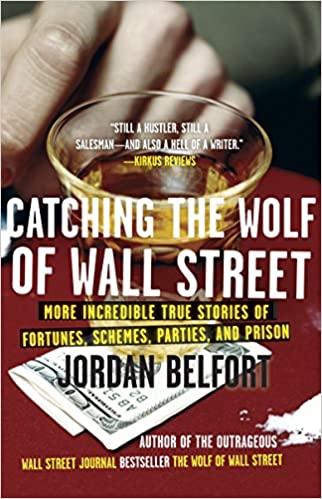 "STILL A HUSTLER, STILL A
SALESMAN—AND ALSO A HELL OF A WRITER."
—KIRKUS REVIEWS
CATCHING THE WOLF
OF WALL STREET
MORE INCREDIBLE TRUE STORIES OF
FORTUNES, SCHEMES, PARTIES, AND PRISON
JORDAN BELFORT
AUTHOR OF THE OUTRAGEOUS
WALL STREET JOURNAL BESTSELLER THE WOLF OF WALL STREET